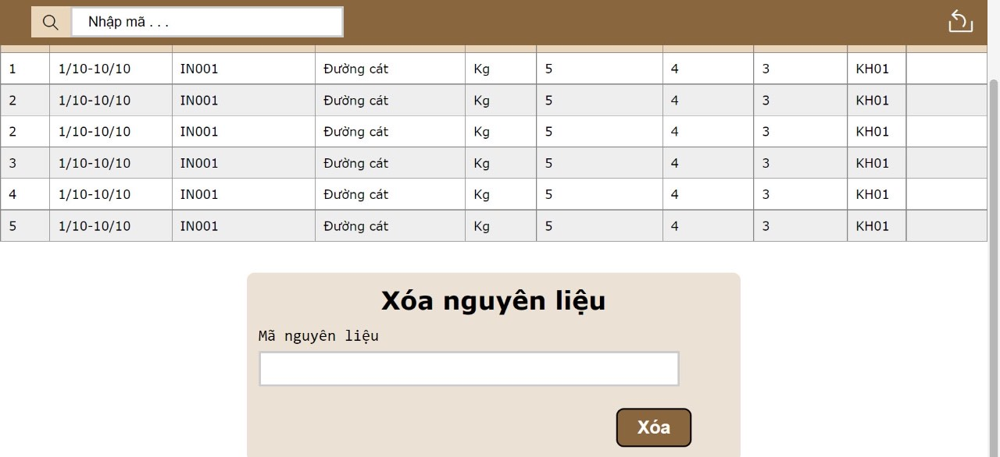 Nhập mã . . .
1 1/10-10/10 IN001 Đường cát Kg 5 4 3 KH01
2 1/10-10/10 IN001 Đường cát Kg 5 4 3 KH01
2 1/10-10/10 IN001 Đường cát Kg 5 4 3 KH01
3 1/10-10/10 IN001 Đường cát Kg 5 4 3 KH01
4 1/10-10/10 IN001 Đường cát Kg 5 4 3 KH01
5 1/10-10/10 IN001 Đường cát Kg 5 4 3 KH01
Xóa nguyên liệu
Mã nguyên liệu
Xóa